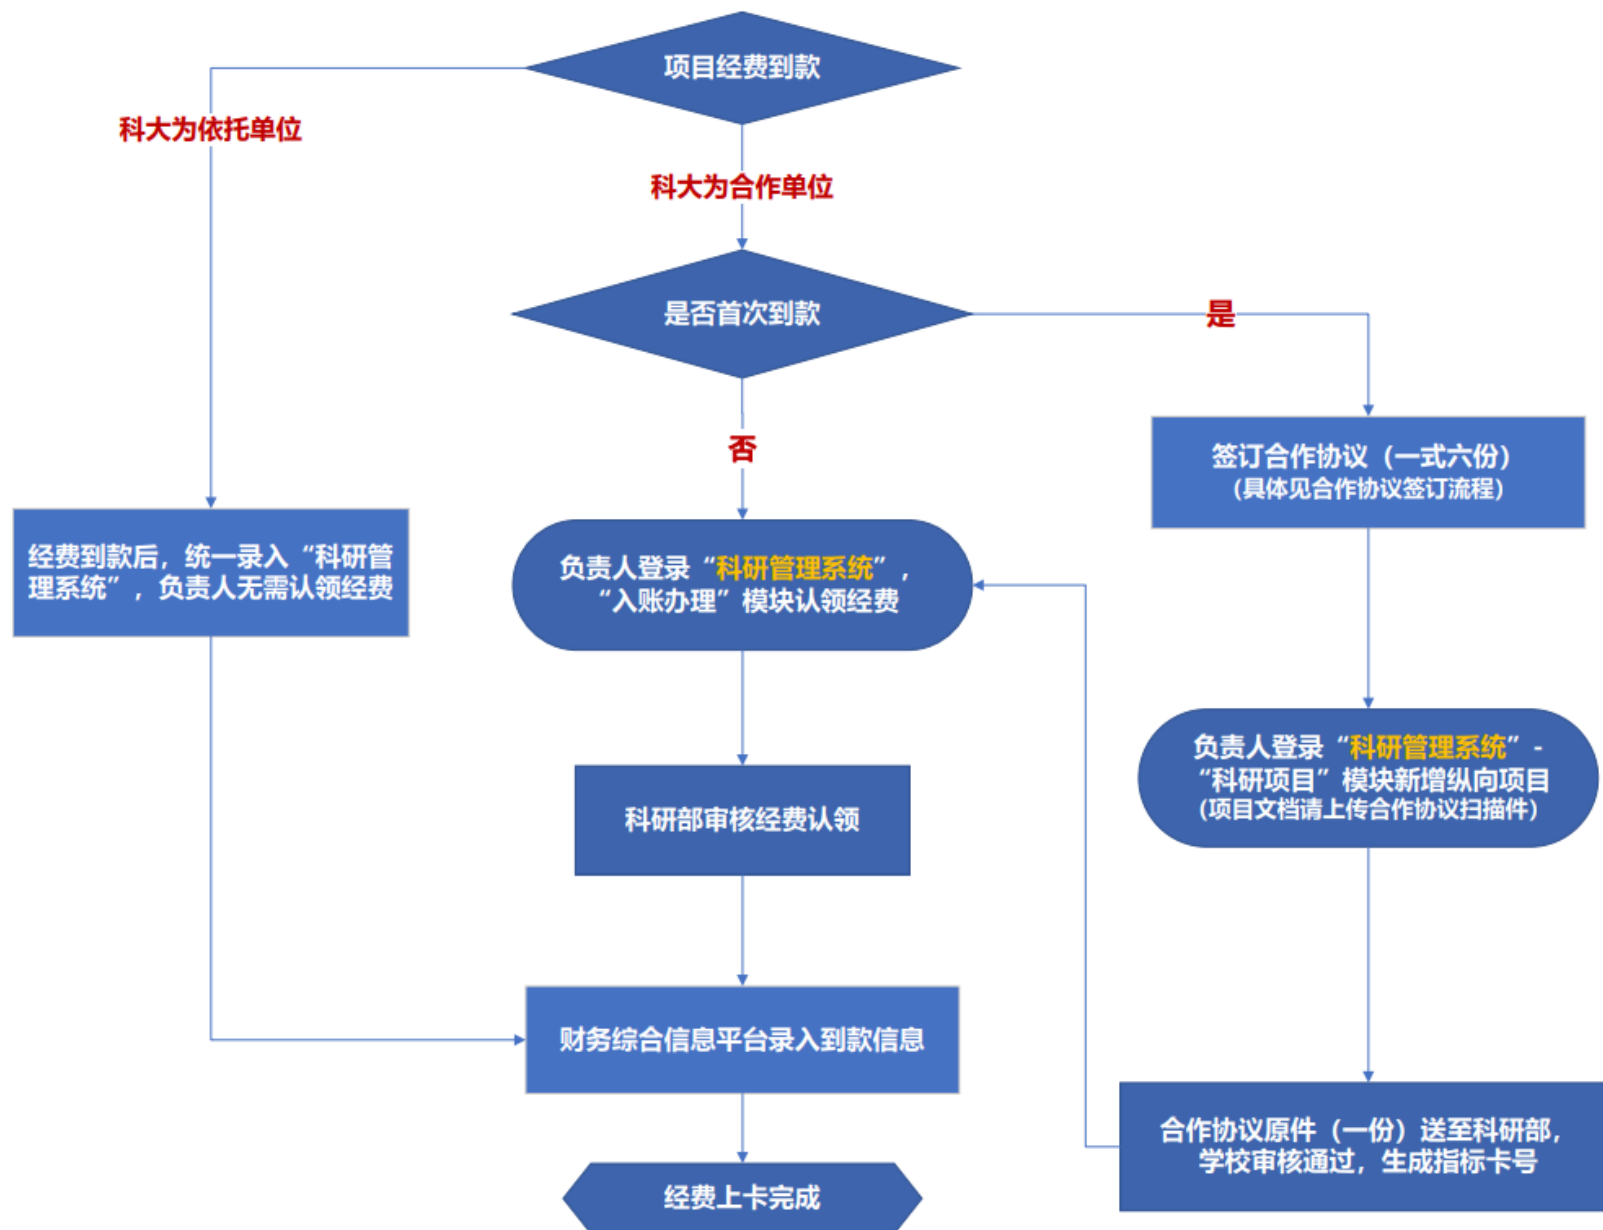 项目经费到款
科大为依托单位
科大为合作单位
是否首次到款
是
否
签订合作协议（一式六份）
（具体见合作协议签订流程）
经费到款后，统一录入“科研管
理系统”，负责人无需认领经费
负责人登录“科研管理系统”，
“入账办理”模块认领经费
负责人登录“科研管理系统”-
“科研项目”模块新增纵向项目
（项目文档请上传合作协议扫描件）
科研部审核经费认领
财务综合信息平台录入到款信息
合作协议原件（一份）送至科研部，
学校审核通过，生成指标卡号
经费上卡完成